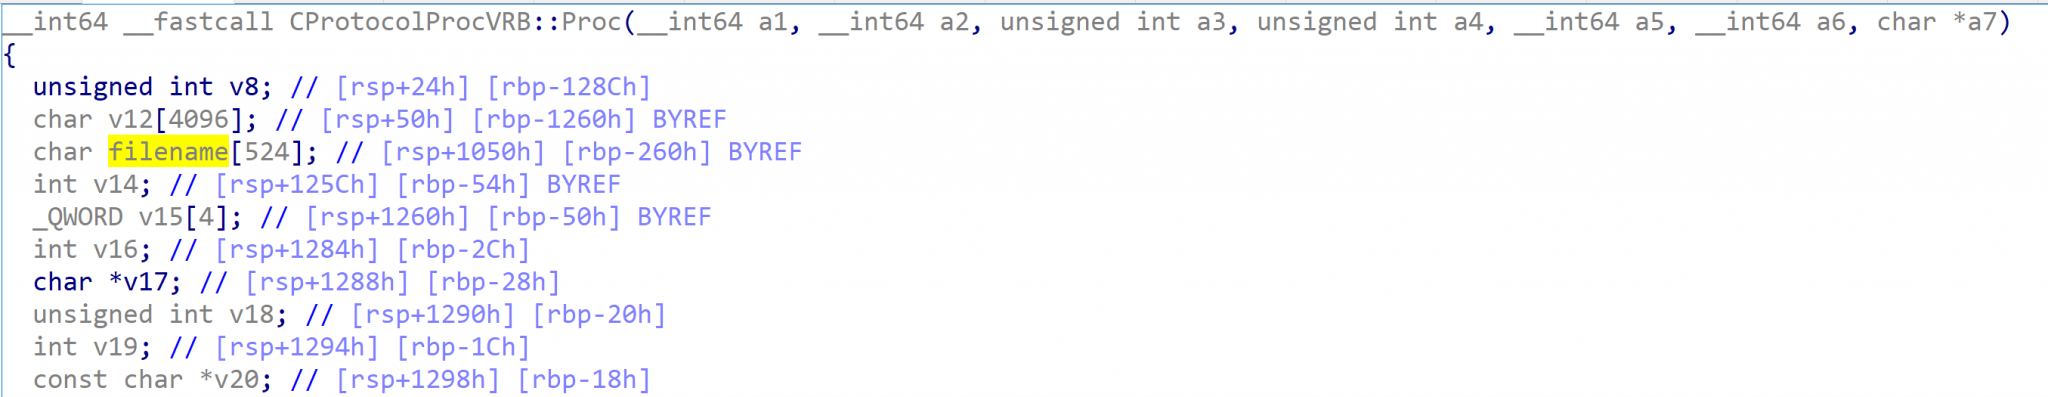 __int64 __fastcall CProtocolProcVRB::Proc(__int64 a1, __int64 a2, unsigned int a3, unsigned int a4, __int64 a5, __int64 a6, char *a7)
{
unsigned int v8; // [rsp+24h] [rbp-128Ch]
char v12[4096]; // [rsp+50h] [rbp-1260h] BYREF
char filename[524]; // [rsp+1050h] [rbp-260h] BYREF
int v14; // [rsp+125Ch] [rbp-54h] BYREF
_QWORD v15[4]; // [rsp+1260h] [rbp-50h] BYREF
int v16; // [rsp+1284h] [rbp-2Ch]
char *v17; // [rsp+1288h] [rbp-28h]
unsigned int v18; // [rsp+1290h] [rbp-20h]
int v19; // [rsp+1294h] [rbp-1Ch]
const char *v20; // [rsp+1298h] [rbp-18h]